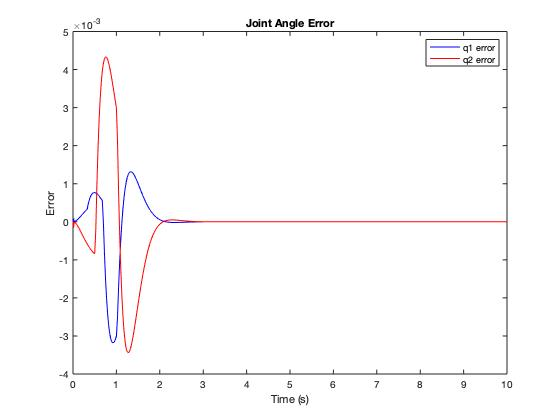 Joint Angle Error
×10⁻³
5
4
3
2
1
0
-1
-2
-3
-4
Error
q1 error
q2 error
0 1 2 3 4 5 6 7 8 9 10
Time (s)